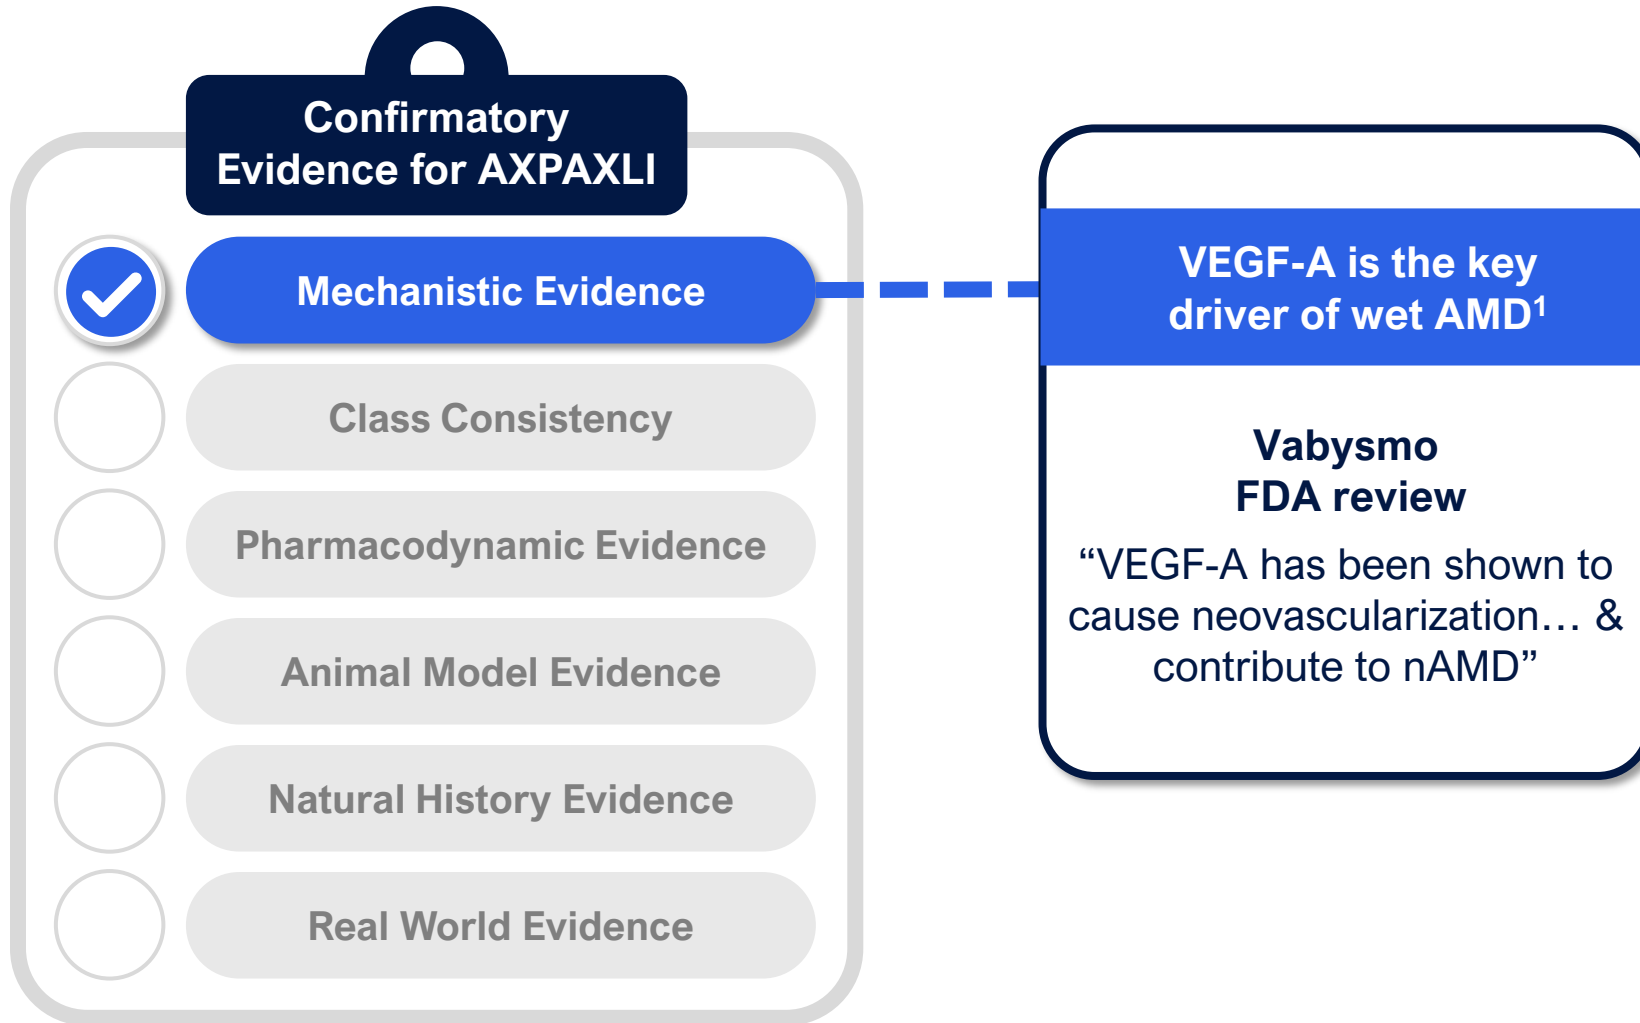 Confirmatory
Evidence for AXPAXLI
Mechanistic Evidence
Class Consistency
Pharmacodynamic Evidence
Animal Model Evidence
Natural History Evidence
Real World Evidence
VEGF-A is the key
driver of wet AMD¹
Vabysmo
FDA review
“VEGF-A has been shown to
cause neovascularization… &
contribute to nAMD”